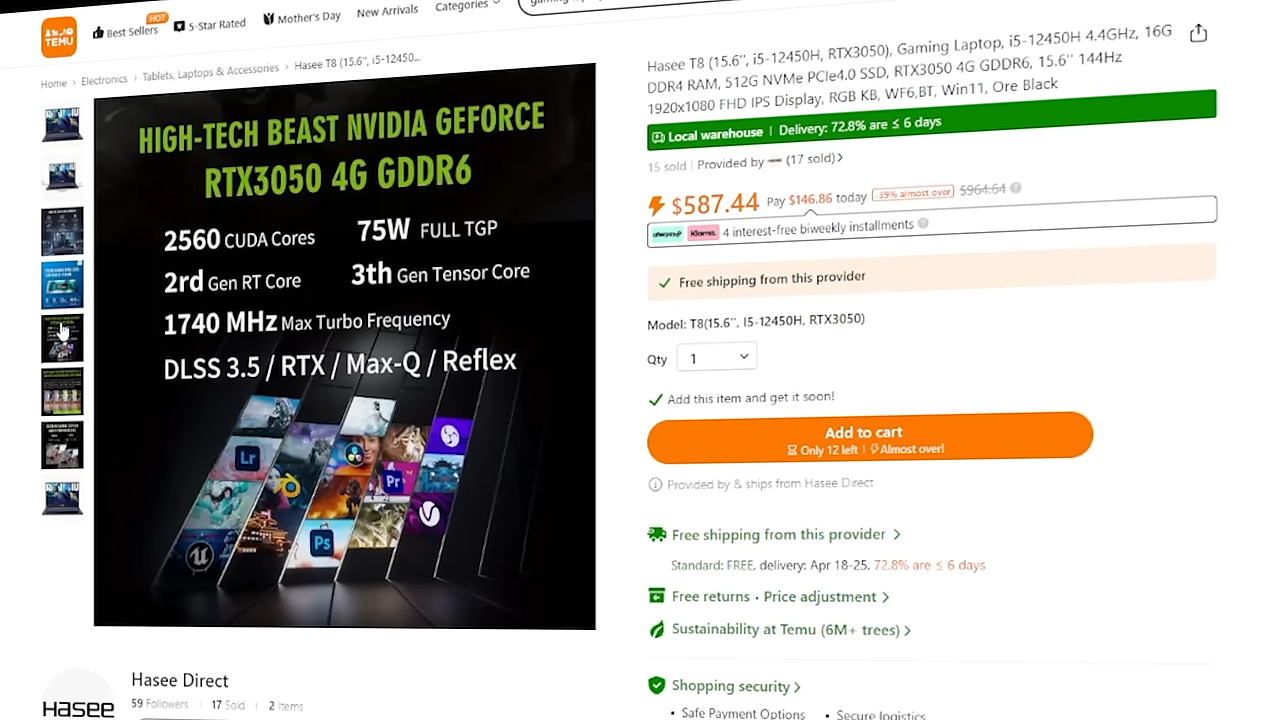 TEMU
Best Sellers
HOT
5-Star Rated
Mother's Day
New Arrivals
Categories
Home > Electronics > Tablets, Laptops & Accessories > Hasee T8 (15.6", i5-12450...
HIGH-TECH BEAST NVIDIA GEFORCE
RTX3050 4G GDDR6
2560 CUDA Cores
75W FULL TGP
2rd Gen RT Core
3th Gen Tensor Core
1740 MHz Max Turbo Frequency
DLSS 3.5 / RTX / Max-Q / Reflex
Lr
Pr
Ps
Hasee T8 (15.6", i5-12450H, RTX3050), Gaming Laptop, i5-12450H 4.4GHz, 16G
DDR4 RAM, 512G NVMe PCIe4.0 SSD, RTX3050 4G GDDR6, 15.6'' 144Hz
1920x1080 FHD IPS Display, RGB KB, WF6,BT, Win11, Ore Black
Local warehouse | Delivery: 72.8% are ≤ 6 days
15 sold | Provided by (17 sold) >
$587.44 Pay $146.86 today -39% almost over $964.64
Klarna. 4 interest-free biweekly installments
Free shipping from this provider
Model: T8(15.6'', I5-12450H, RTX3050)
Qty 1
Add this item and get it soon!
Add to cart
Only 12 left | Almost over!
Provided by & ships from Hasee Direct
Free shipping from this provider >
Standard: FREE, delivery: Apr 18-25, 72.8% are ≤ 6 days
Free returns · Price adjustment >
Sustainability at Temu (6M+ trees) >
Shopping security >
• Safe Payment Options • Secure logistics
Hasee
Hasee Direct
59 Followers | 17 Sold | 2 Items